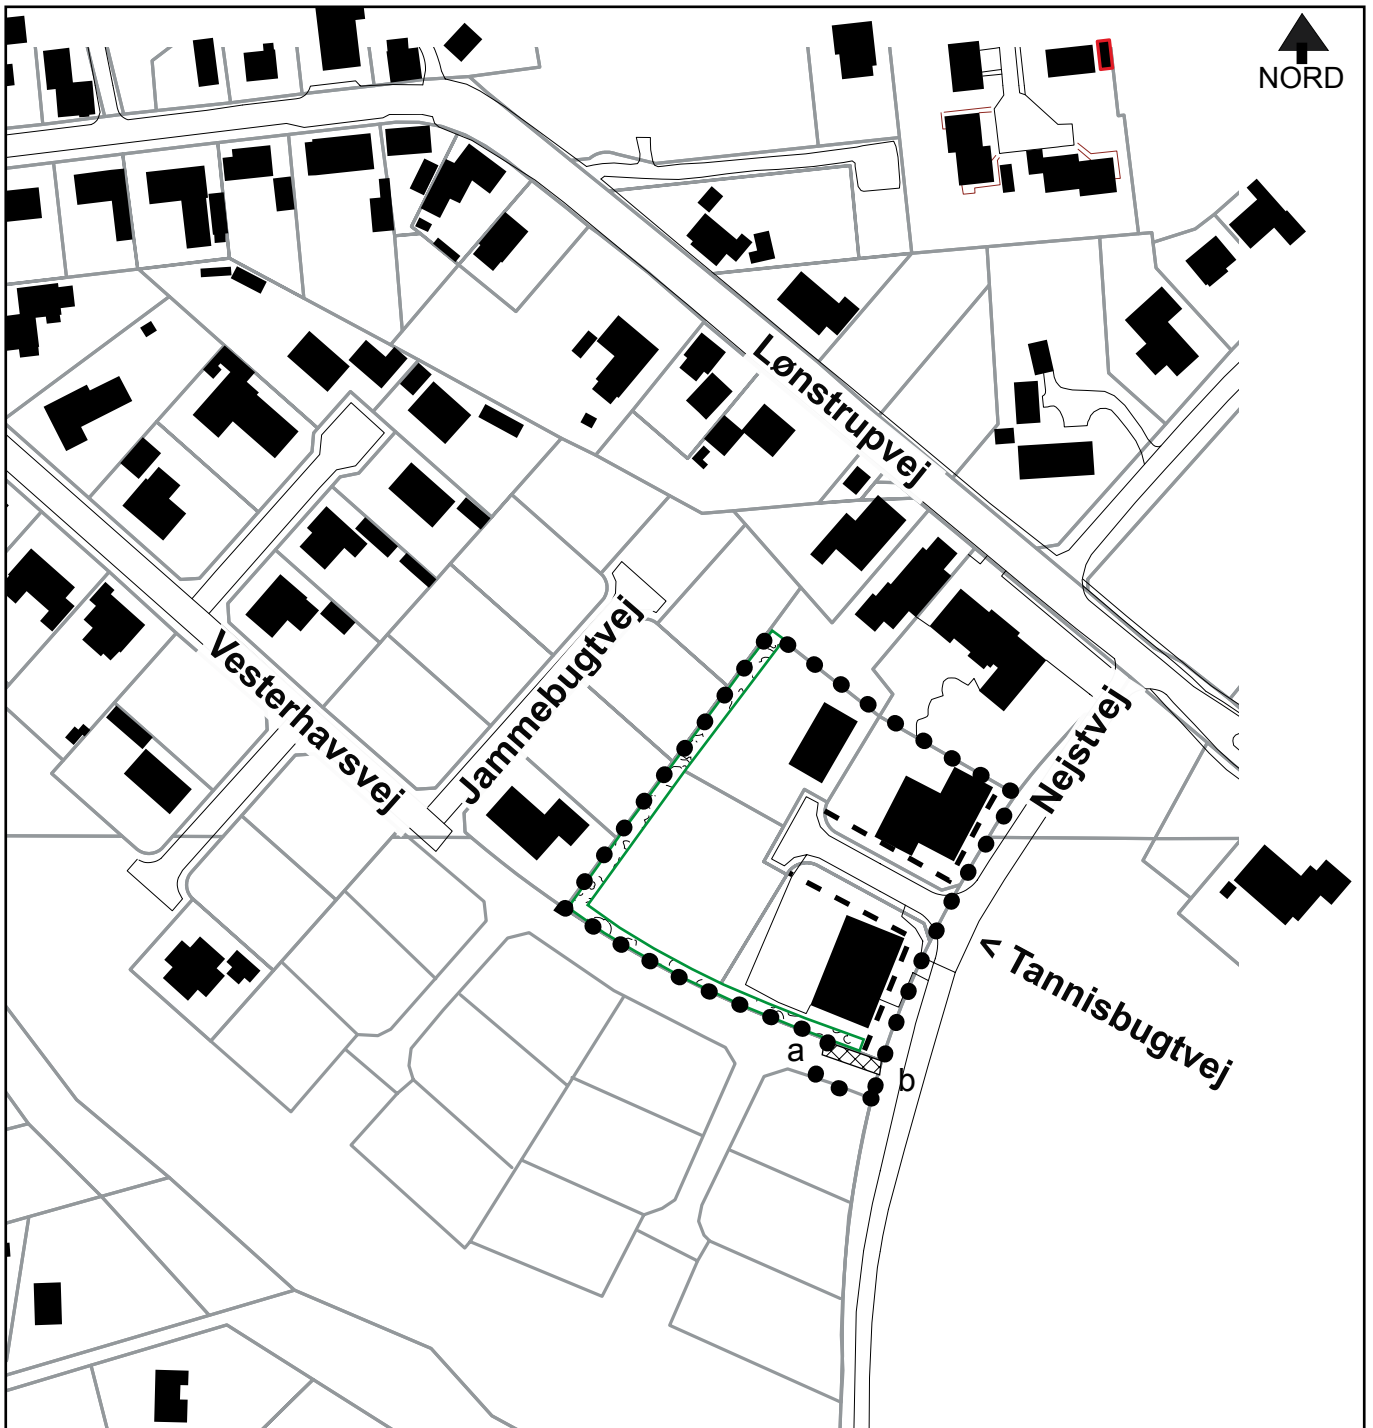 NORD
Lønstrupvej
Jammebugtvej
Vesterhavsvej
Nejstvej
< Tannisbugtvej
a
b